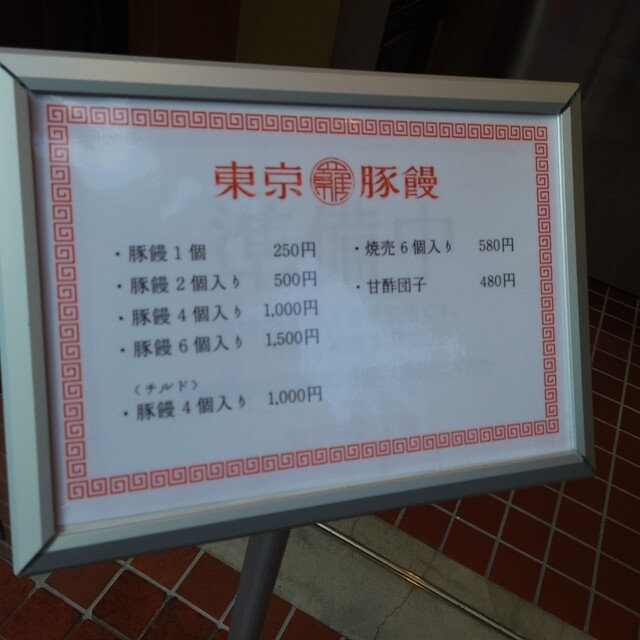 東京 羅 豚饅
・豚饅1個 250円
・豚饅2個入り 500円
・豚饅4個入り 1,000円
・豚饅6個入り 1,500円
〈チルド〉
・豚饅4個入り 1,000円
・焼売6個入り 580円
・甘酢団子 480円